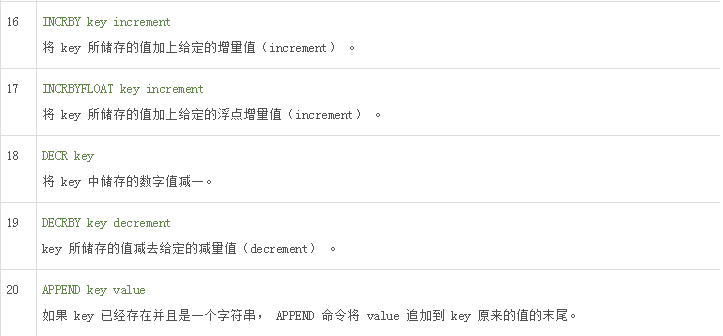 16 INCRBY key increment
将 key 所储存的值加上给定的增量值（increment） 。
17 INCRBYFLOAT key increment
将 key 所储存的值加上给定的浮点增量值（increment） 。
18 DECR key
将 key 中储存的数字值减一。
19 DECRBY key decrement
key 所储存的值减去给定的减量值（decrement） 。
20 APPEND key value
如果 key 已经存在并且是一个字符串， APPEND 命令将 value 追加到 key 原来的值的末尾。